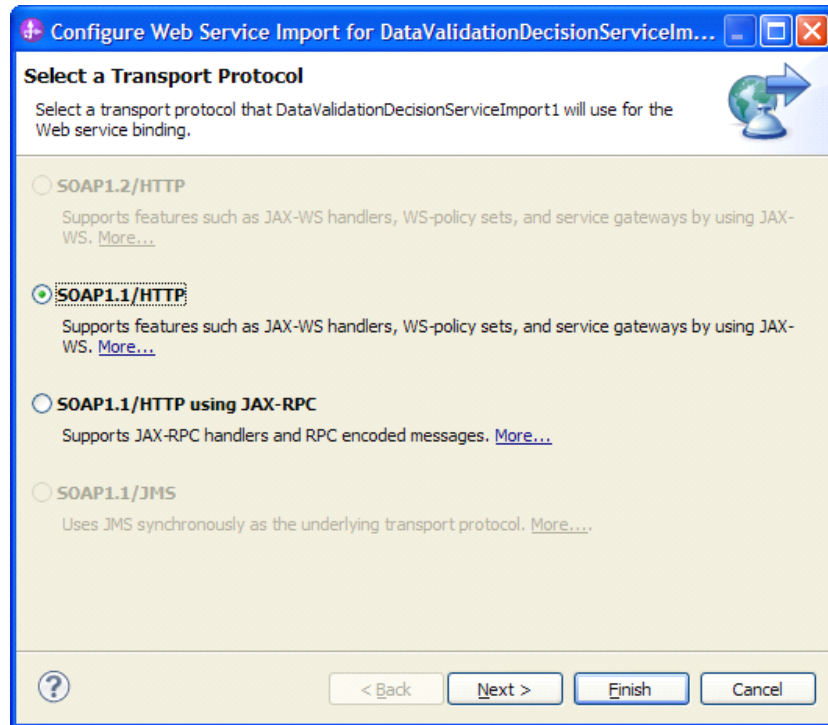 Configure Web Service Import for DataValidationDecisionServiceIm...
Select a Transport Protocol
Select a transport protocol that DataValidationDecisionServiceImport1 will use for the
Web service binding.
SOAP1.2/HTTP
Supports features such as JAX-WS handlers, WS-policy sets, and service gateways by using JAX-
WS. More...
SOAP1.1/HTTP
Supports features such as JAX-WS handlers, WS-policy sets, and service gateways by using JAX-
WS. More...
SOAP1.1/HTTP using JAX-RPC
Supports JAX-RPC handlers and RPC encoded messages. More...
SOAP1.1/JMS
Uses JMS synchronously as the underlying transport protocol. More....
? < Back Next > Finish Cancel